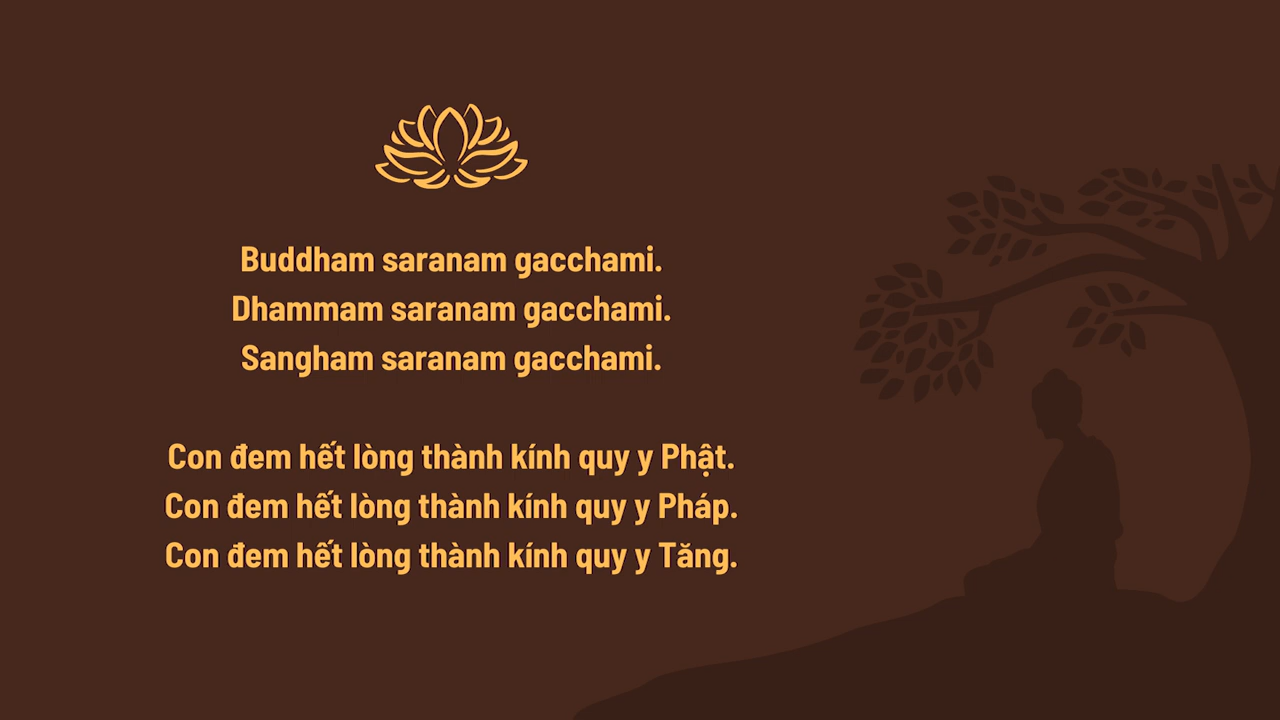 Buddham saranam gacchami.
Dhammam saranam gacchami.
Sangham saranam gacchami.
Con đem hết lòng thành kính quy y Phật.
Con đem hết lòng thành kính quy y Pháp.
Con đem hết lòng thành kính quy y Tăng.